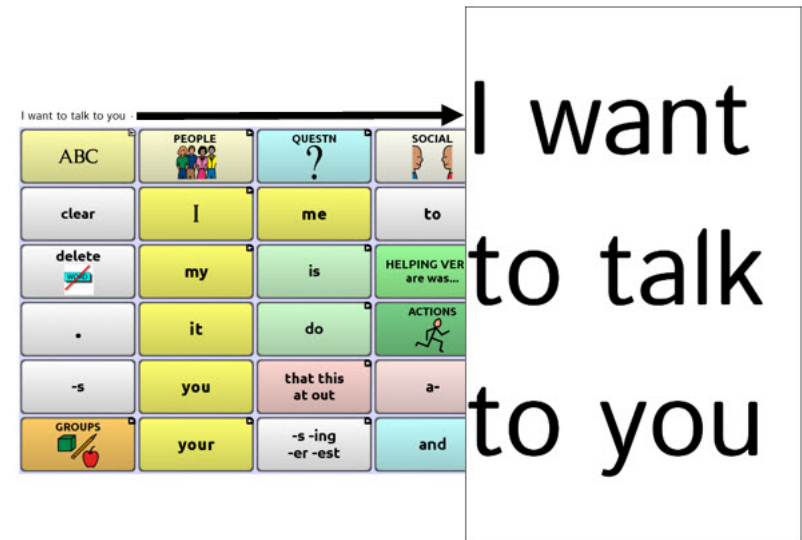 I want to talk to you
ABC
PEOPLE
QUESTN
?
SOCIAL
clear
I
me
to
delete
WORD
my
is
HELPING VER
are was...
.
it
do
ACTIONS
-s
you
that this
at out
a-
GROUPS
your
-s -ing
-er -est
and
I want
to talk
to you